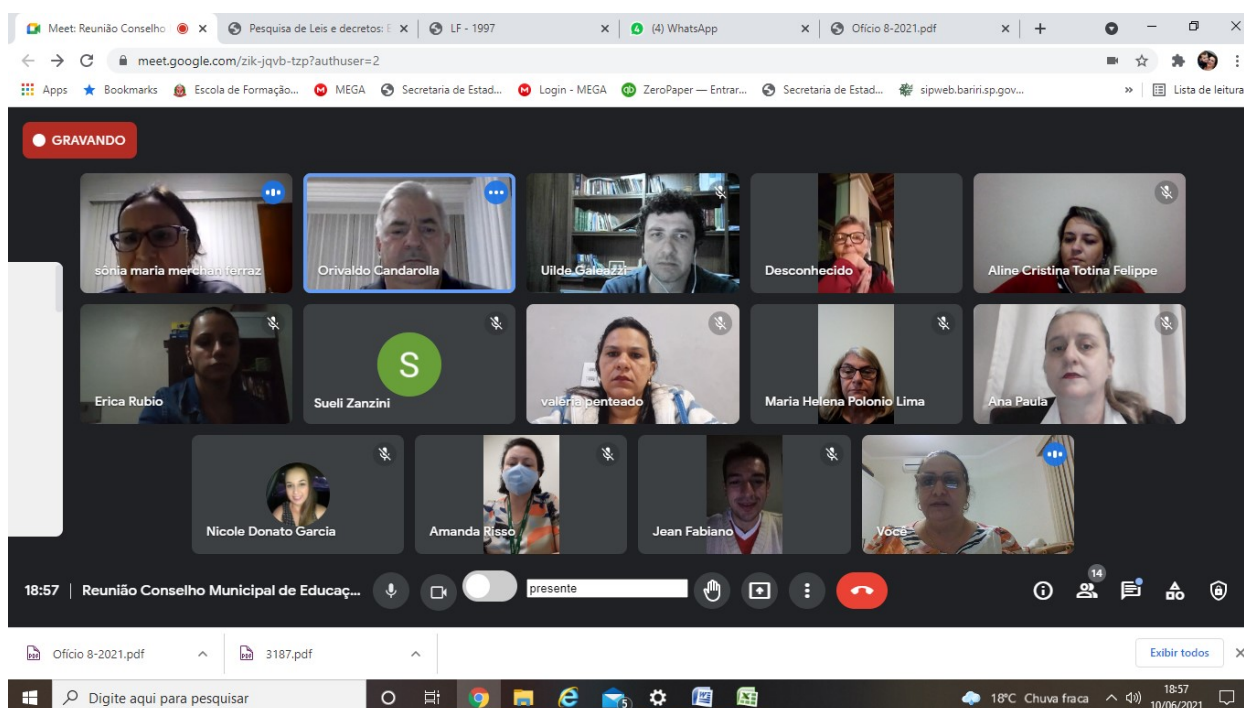 Meet: Reunião Conselho
Pesquisa de Leis e decretos: E
LF - 1997
(4) WhatsApp
Ofício 8-2021.pdf
meet.google.com/zik-jqvb-tzp?authuser=2
Apps
Bookmarks
Escola de Formação...
MEGA
Secretaria de Estad...
Login - MEGA
ZeroPaper — Entrar...
Secretaria de Estad...
sipweb.bariri.sp.gov...
»
Lista de leitura
GRAVANDO
sônia maria merchan ferraz
Orivaldo Candarolla
Uilde Galeazzi
Desconhecido
Aline Cristina Totina Felippe
Erica Rubio
S
Sueli Zanzini
valéria penteado
Maria Helena Polonio Lima
Ana Paula
Nicole Donato Garcia
Amanda Risso
Jean Fabiano
Você
18:57 | Reunião Conselho Municipal de Educaç...
presente
14
Ofício 8-2021.pdf
3187.pdf
Exibir todos
Digite aqui para pesquisar
5
18°C Chuva fraca
18:57
10/06/2021